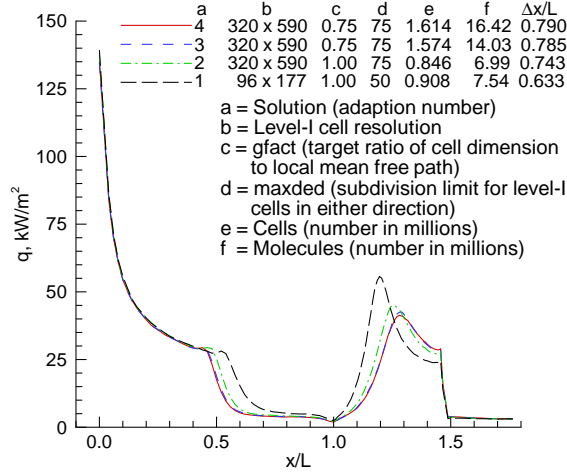 a b c d e f Δx/L
4 320 x 590 0.75 75 1.614 16.42 0.790
3 320 x 590 0.75 75 1.574 14.03 0.785
2 320 x 590 1.00 75 0.846 6.99 0.743
1 96 x 177 1.00 50 0.908 7.54 0.633
a = Solution (adaption number)
b = Level-I cell resolution
c = gfact (target ratio of cell dimension
to local mean free path)
d = maxded (subdivision limit for level-I
cells in either direction)
e = Cells (number in millions)
f = Molecules (number in millions)
q, kW/m²
150
125
100
75
50
25
0
0.0 0.5 1.0 1.5
x/L